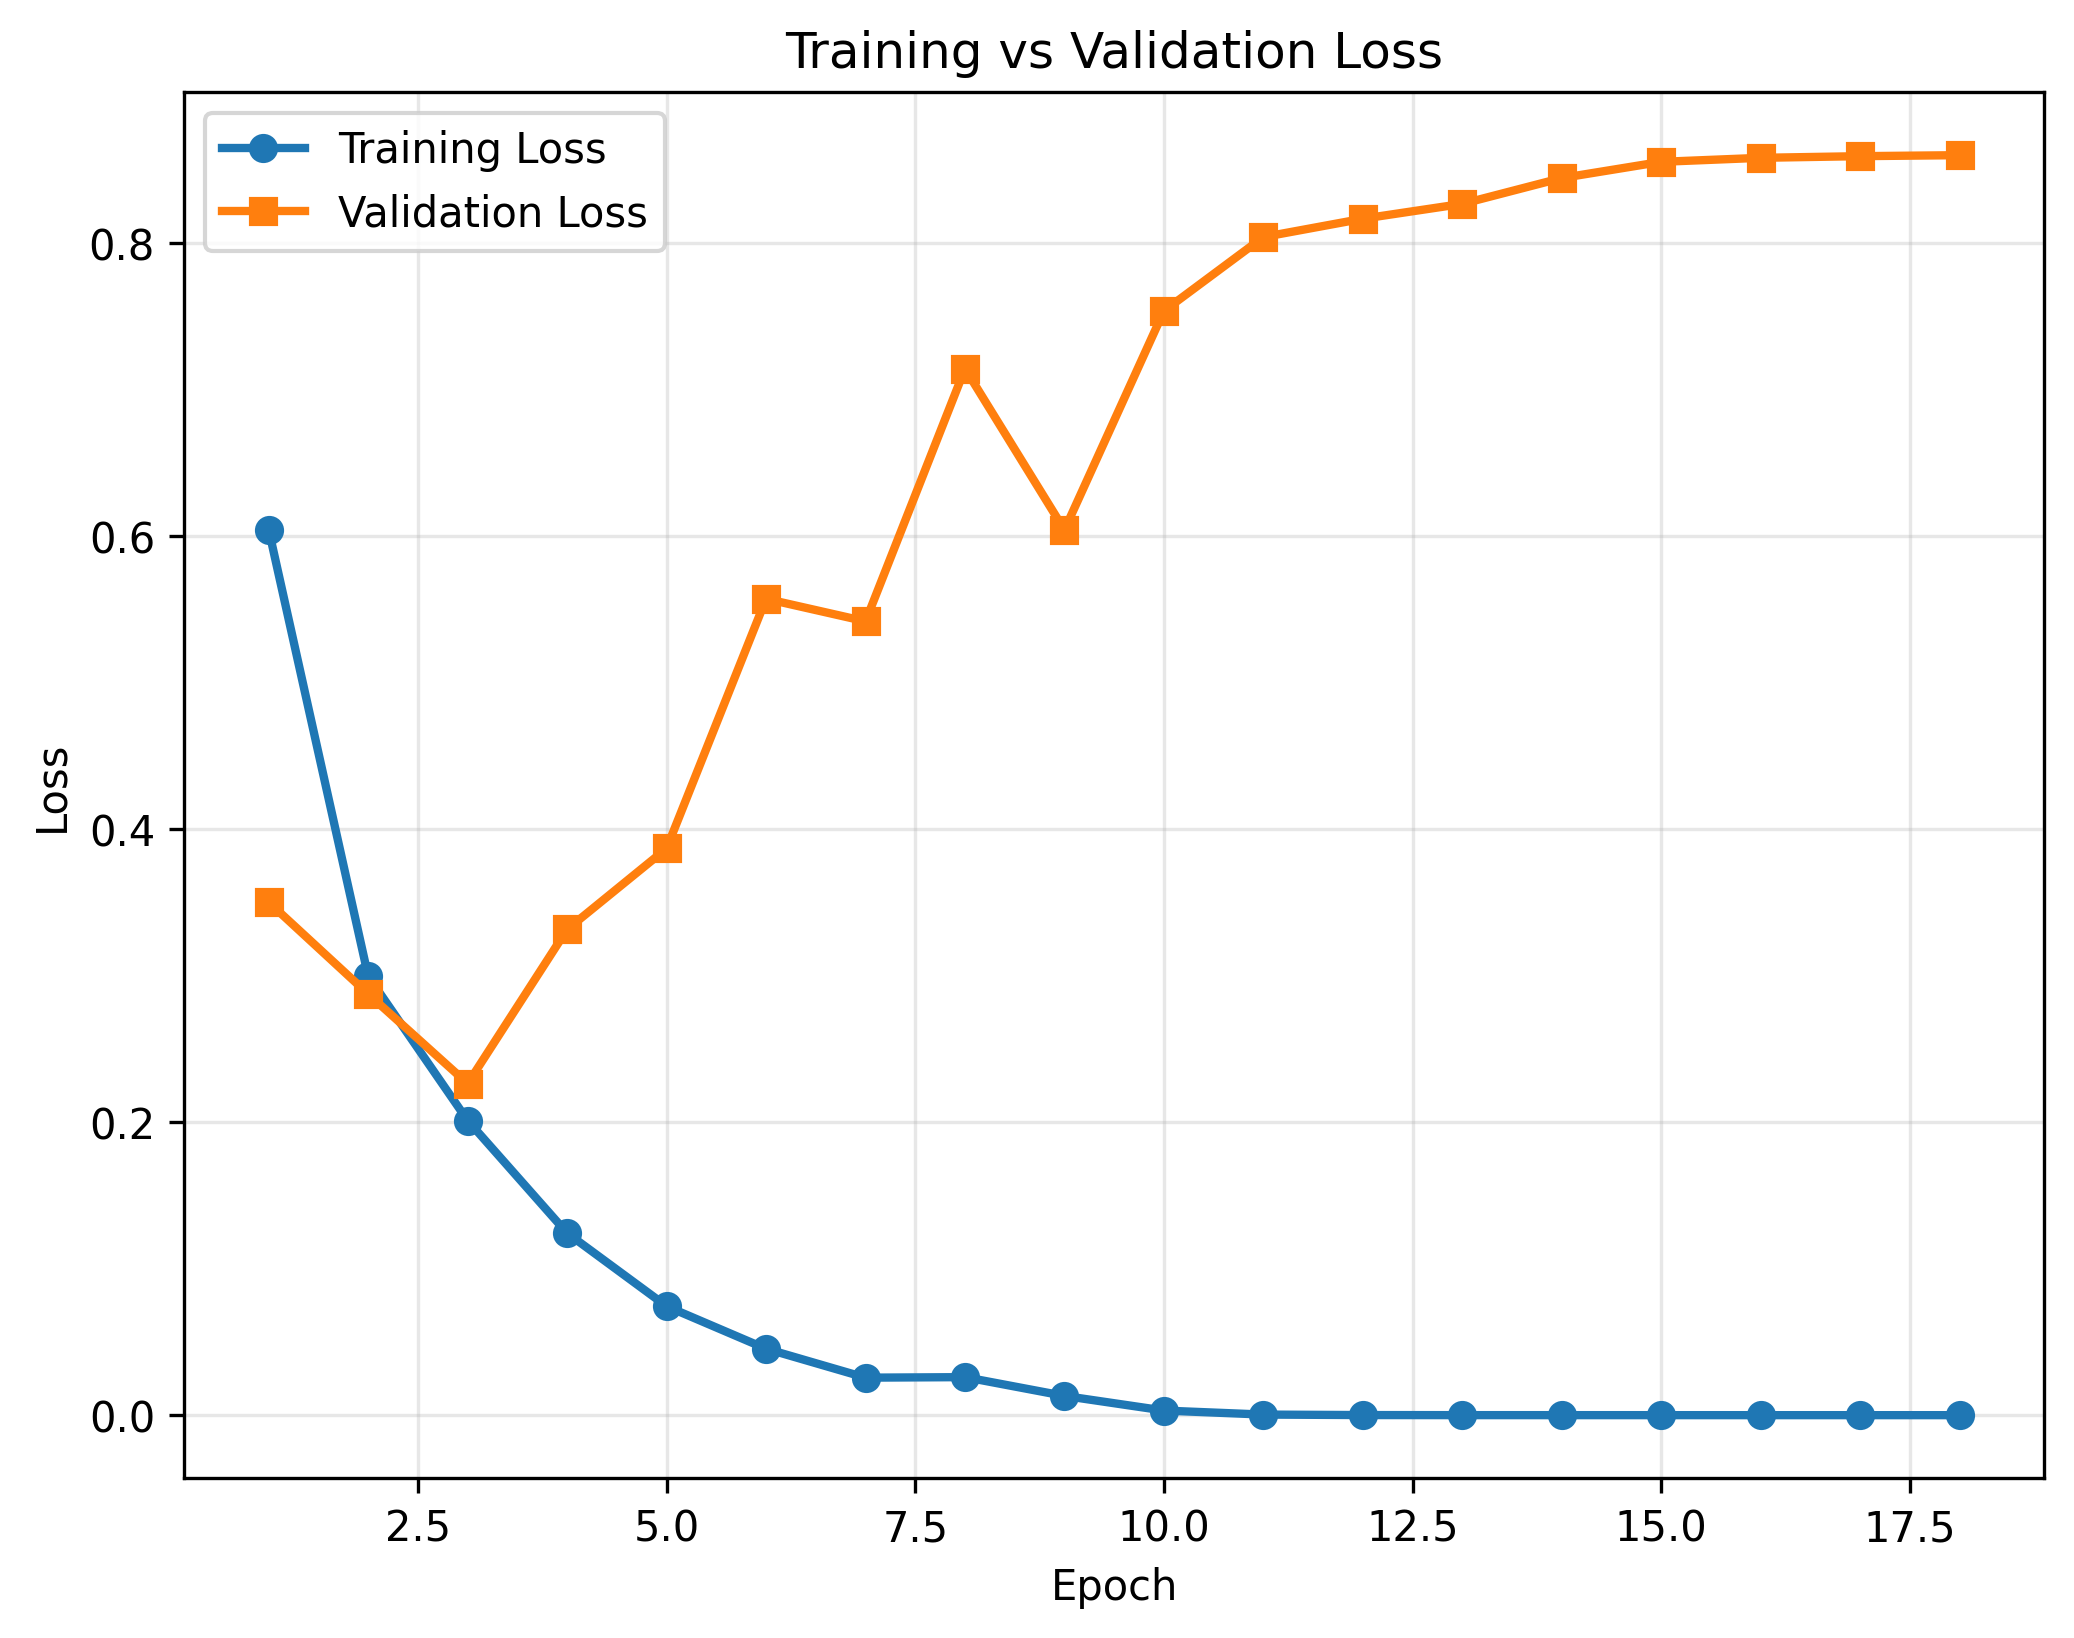 Training vs Validation Loss
Training Loss
Validation Loss
0.8
0.6
0.4
0.2
0.0
Loss
2.5 5.0 7.5 10.0 12.5 15.0 17.5
Epoch